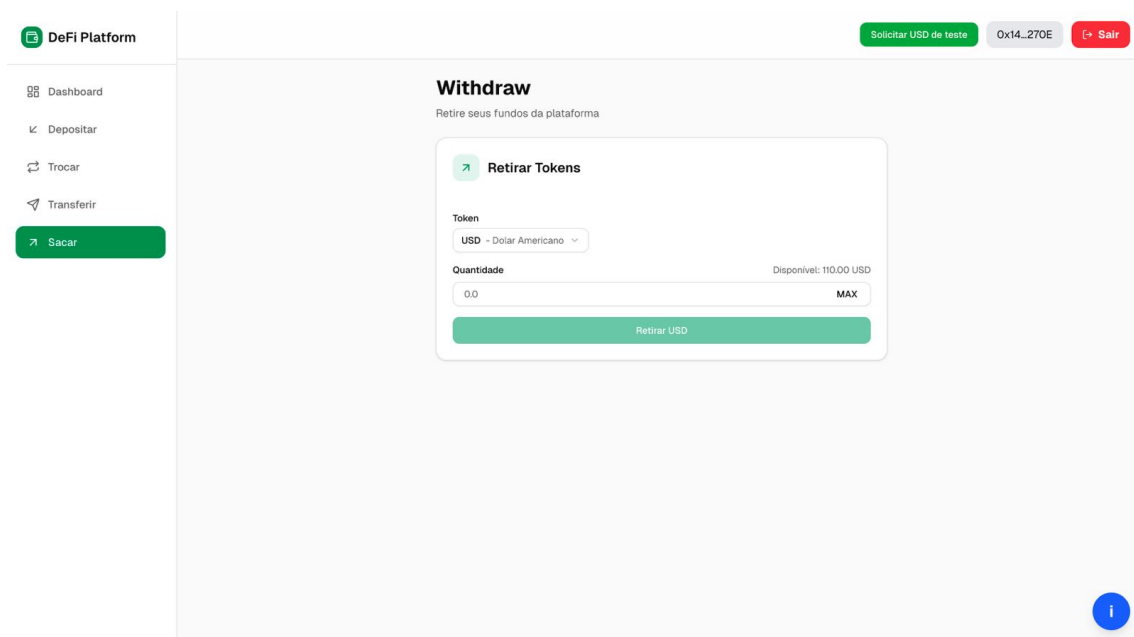 DeFi Platform
Solicitar USD de teste
0x14...270E
Sair
Dashboard
Depositar
Trocar
Transferir
Sacar
Withdraw
Retire seus fundos da plataforma
Retirar Tokens
Token
USD - Dolar Americano
Quantidade
Disponível: 110.00 USD
0.0
MAX
Retirar USD
i